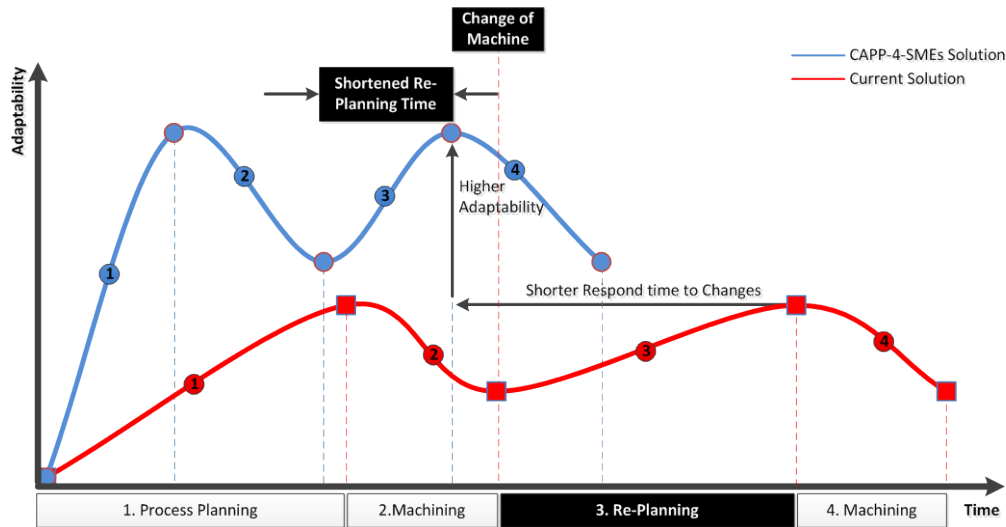 Change of
Machine
CAPP-4-SMEs Solution
Current Solution
Shortened Re-
Planning Time
Adaptability
2
4
3
Higher
Adaptability
1
Shorter Respond time to Changes
2
3
4
1
1. Process Planning
2.Machining
3. Re-Planning
4. Machining
Time